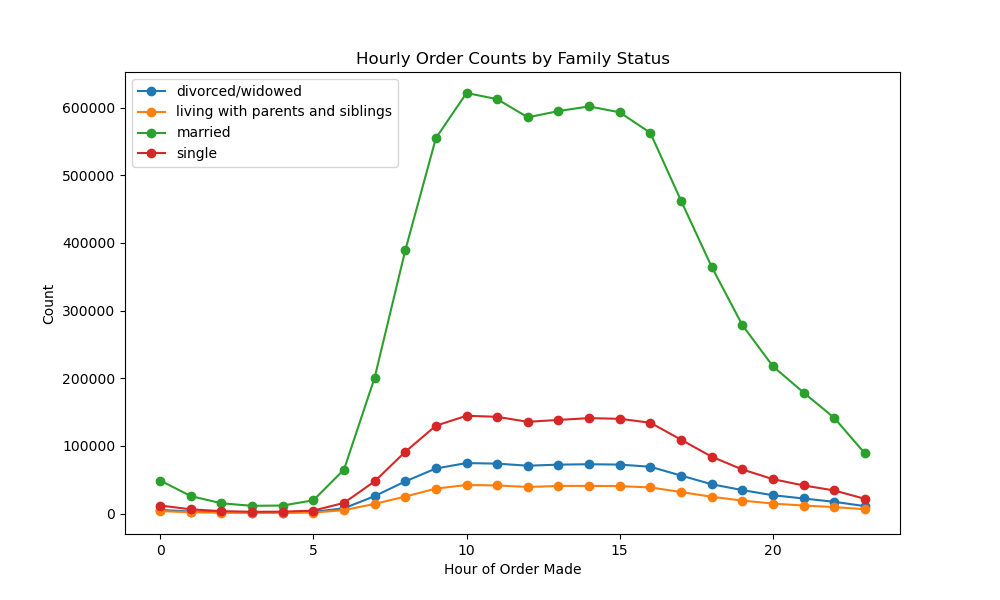 Hourly Order Counts by Family Status
divorced/widowed
living with parents and siblings
married
single
600000
500000
400000
300000
200000
100000
0
Count
0 5 10 15 20
Hour of Order Made